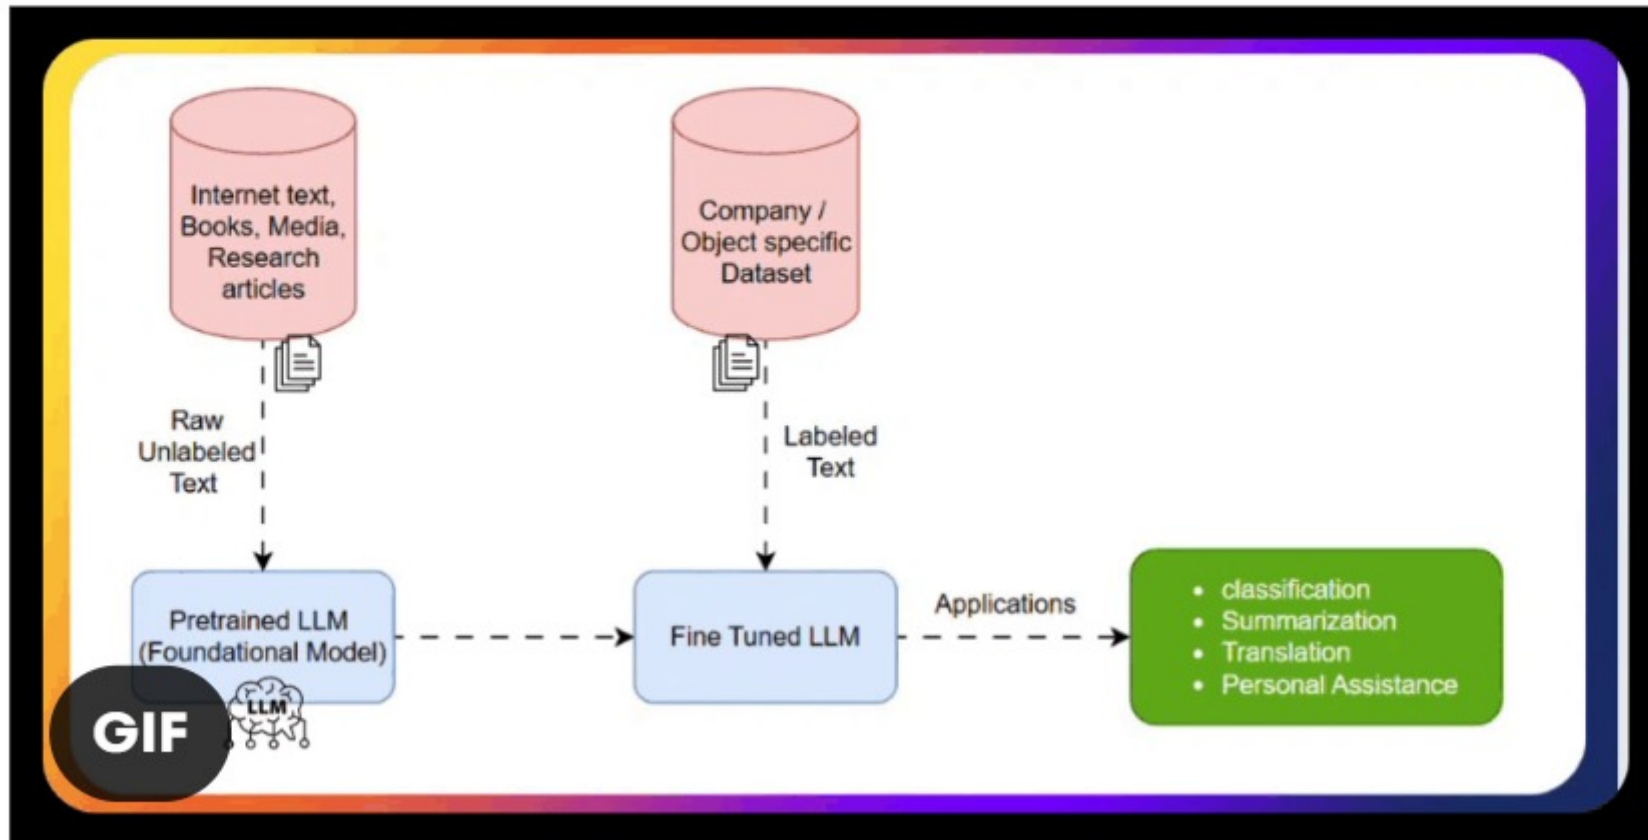 Internet text,
Books, Media,
Research
articles
Company /
Object specific
Dataset
Raw
Unlabeled
Text
Labeled
Text
Pretrained LLM
(Foundational Model)
LLM
Fine Tuned LLM
Applications
• classification
• Summarization
• Translation
• Personal Assistance
GIF